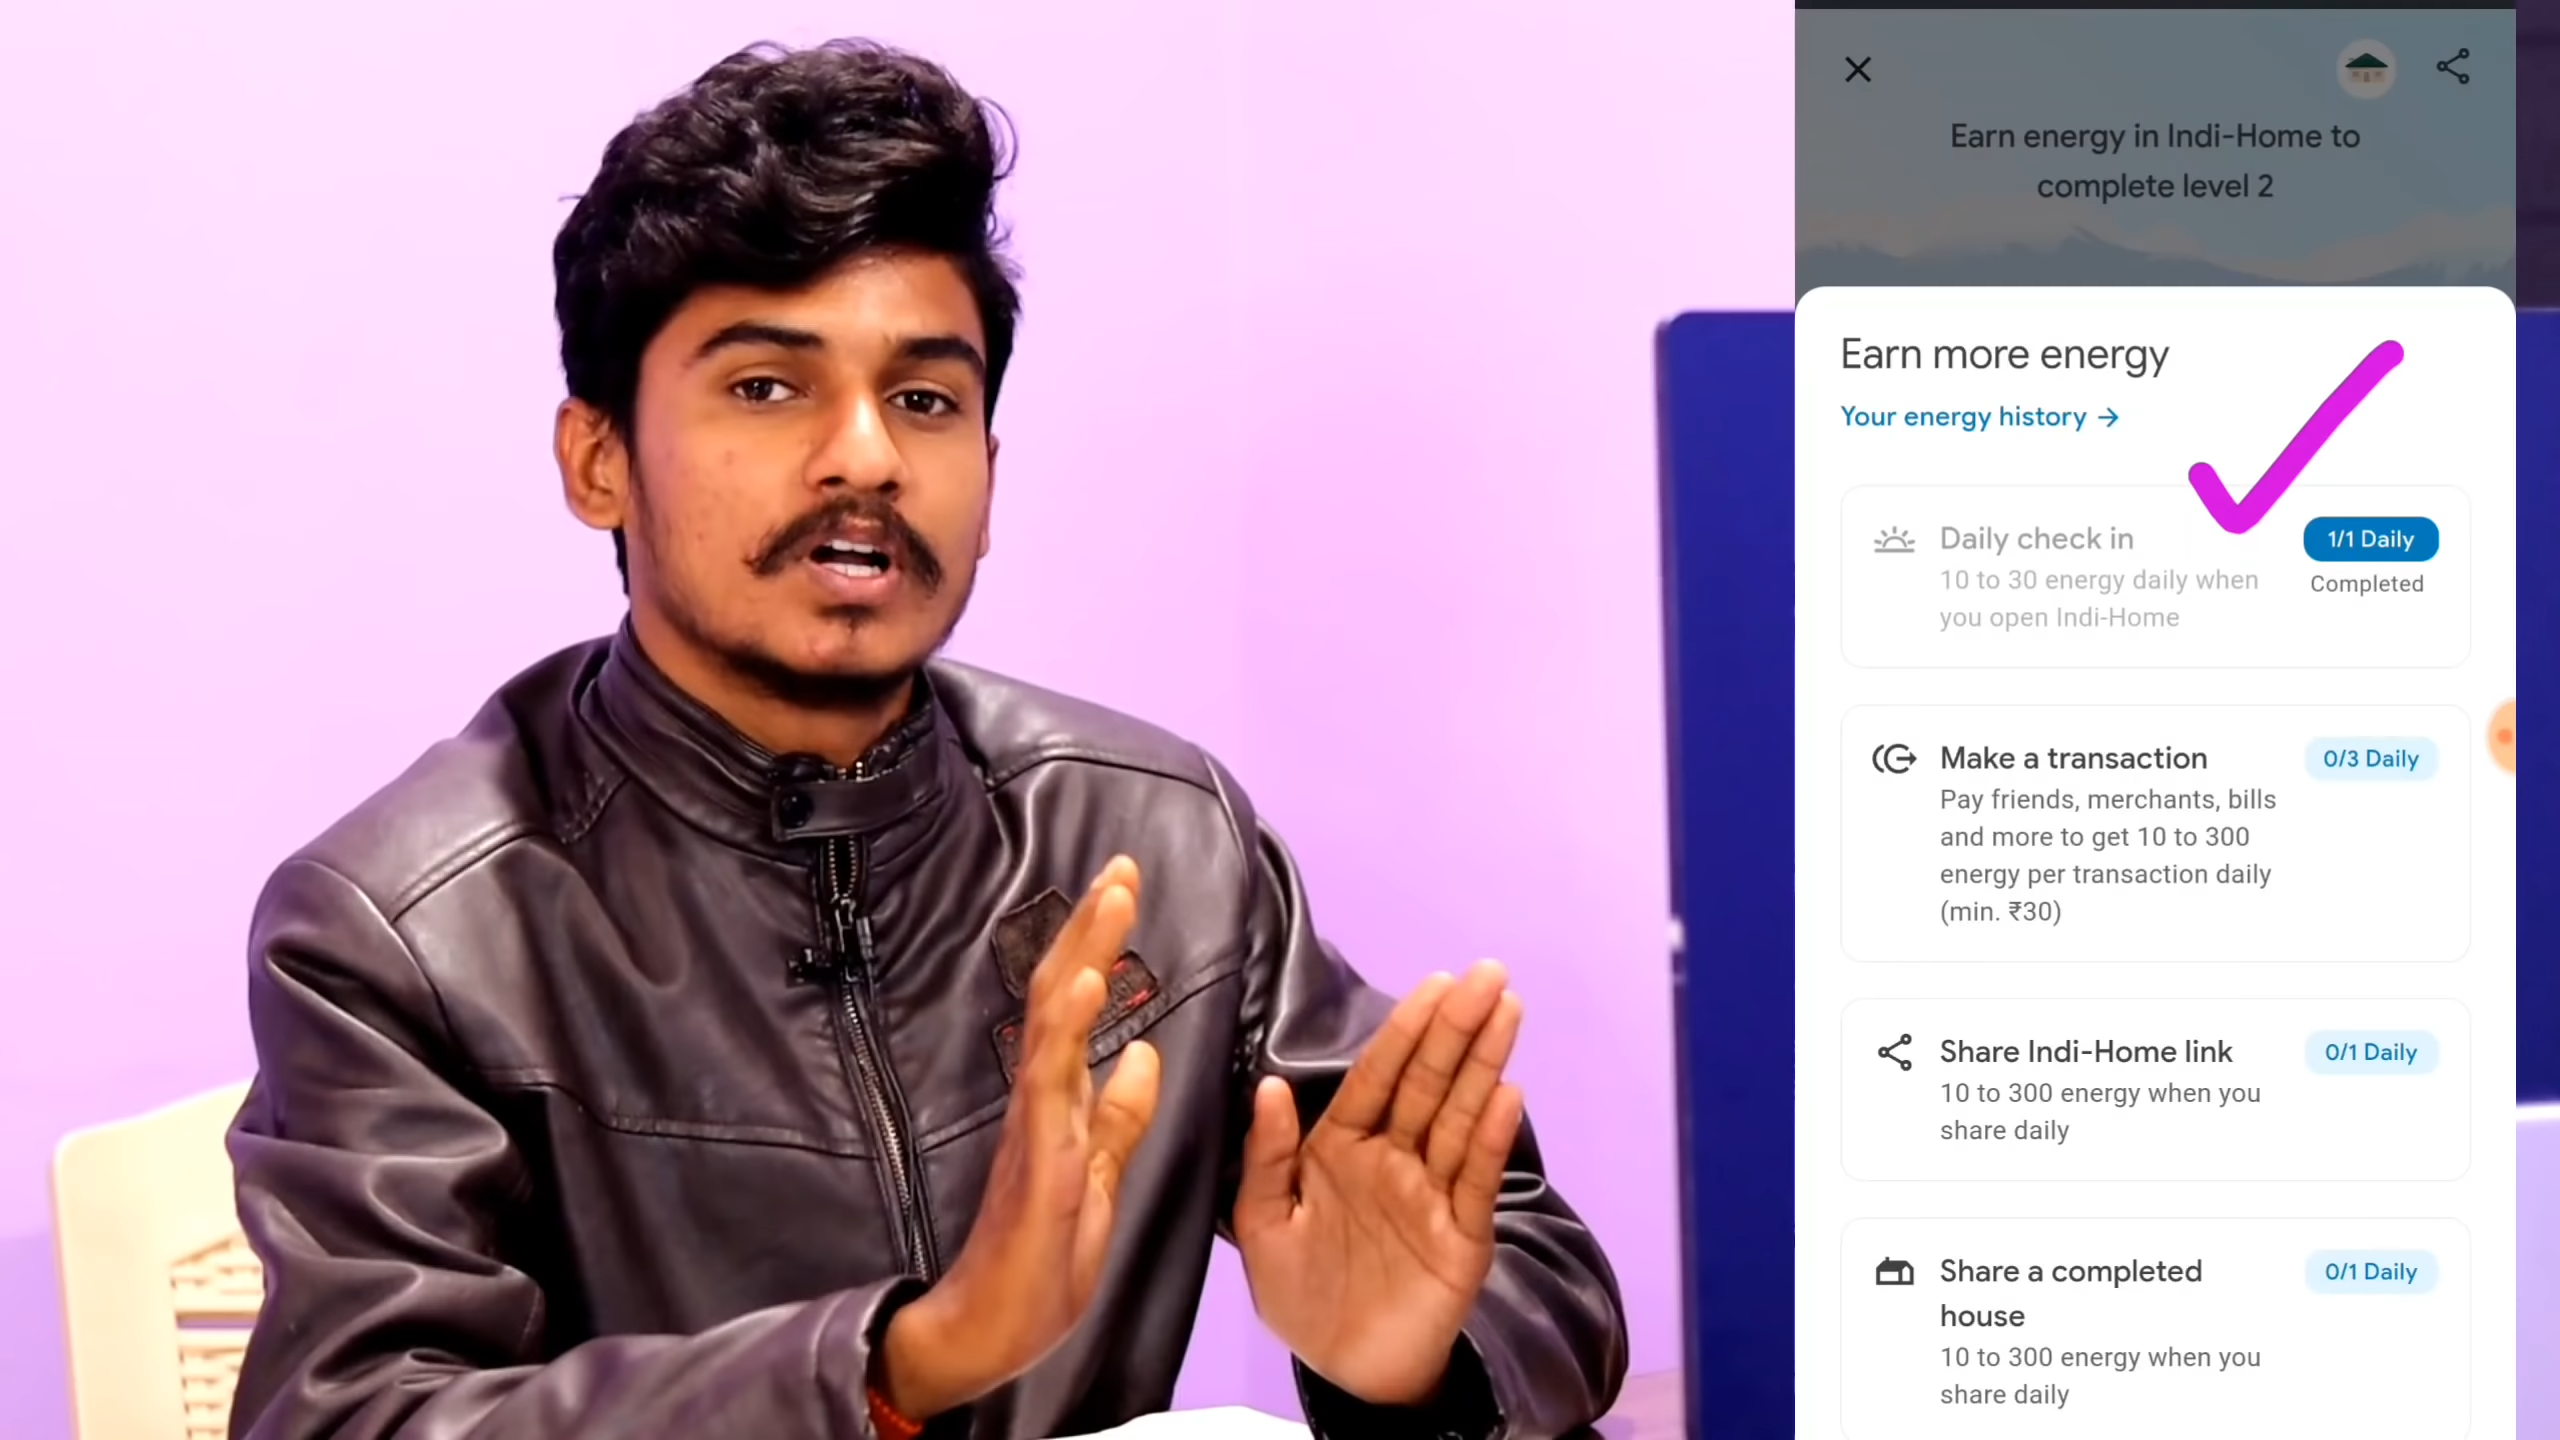 Earn energy in Indi-Home to
complete level 2
Earn more energy
Your energy history →
Daily check in
1/1 Daily
10 to 30 energy daily when
you open Indi-Home
Completed
Make a transaction
0/3 Daily
Pay friends, merchants, bills
and more to get 10 to 300
energy per transaction daily
(min. ₹30)
Share Indi-Home link
0/1 Daily
10 to 300 energy when you
share daily
Share a completed
house
0/1 Daily
10 to 300 energy when you
share daily